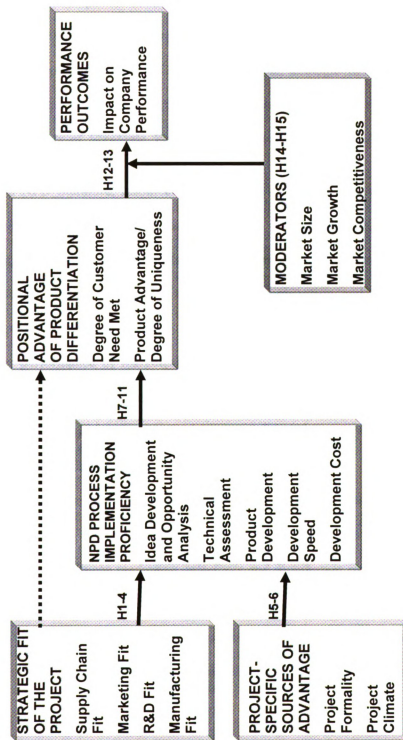 STRATEGIC FIT
OF THE
PROJECT
Supply Chain
Fit
Marketing Fit
R&D Fit
Manufacturing
Fit
PROJECT-
SPECIFIC
SOURCES OF
ADVANTAGE
Project
Formality
Project
Climate
H1-4
H5-6
NPD PROCESS
IMPLEMENTATION
PROFICIENCY
Idea Development
and Opportunity
Analysis
Technical
Assessment
Product
Development
Development
Speed
Development Cost
H7-11
POSITIONAL
ADVANTAGE
OF PRODUCT
DIFFERENTIATION
Degree of Customer
Need Met
Product Advantage/
Degree of Uniqueness
H12-13
MODERATORS (H14-H15)
Market Size
Market Growth
Market Competitiveness
PERFORMANCE
OUTCOMES
Impact on
Company
Performance